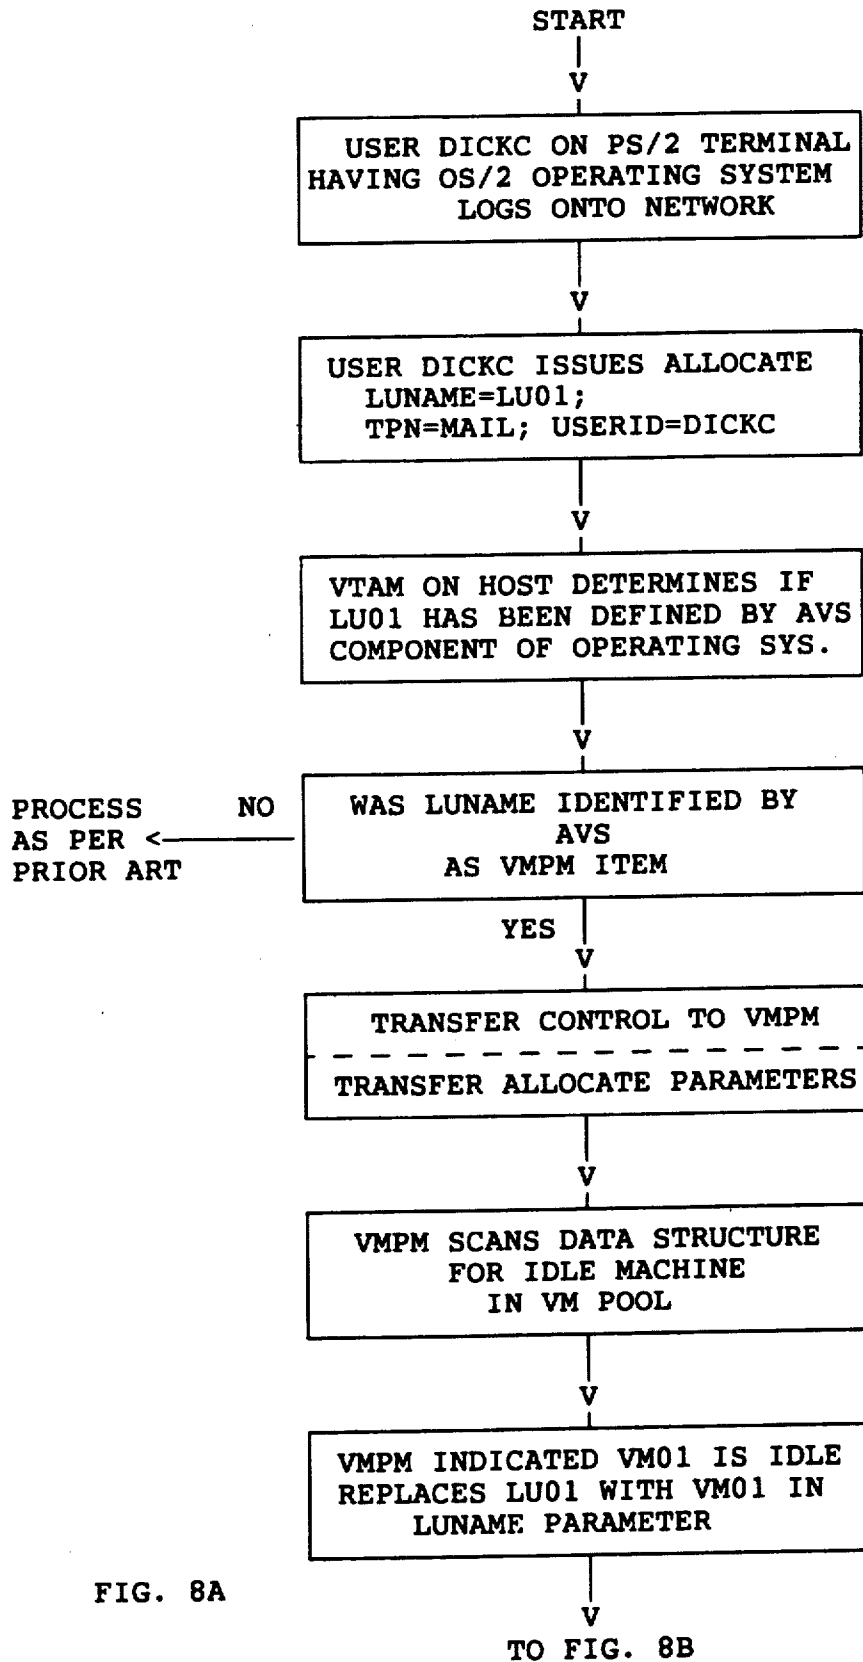 START
V
USER DICKC ON PS/2 TERMINAL
HAVING OS/2 OPERATING SYSTEM
LOGS ONTO NETWORK
V
USER DICKC ISSUES ALLOCATE
LUNAME=LU01;
TPN=MAIL; USERID=DICKC
V
VTAM ON HOST DETERMINES IF
LU01 HAS BEEN DEFINED BY AVS
COMPONENT OF OPERATING SYS.
V
WAS LUNAME IDENTIFIED BY
AVS
AS VMPM ITEM
PROCESS NO
AS PER <
PRIOR ART
YES
V
TRANSFER CONTROL TO VMPM
TRANSFER ALLOCATE PARAMETERS
V
VMPM SCANS DATA STRUCTURE
FOR IDLE MACHINE
IN VM POOL
V
VMPM INDICATED VM01 IS IDLE
REPLACES LU01 WITH VM01 IN
LUNAME PARAMETER
FIG. 8A
V
TO FIG. 8B